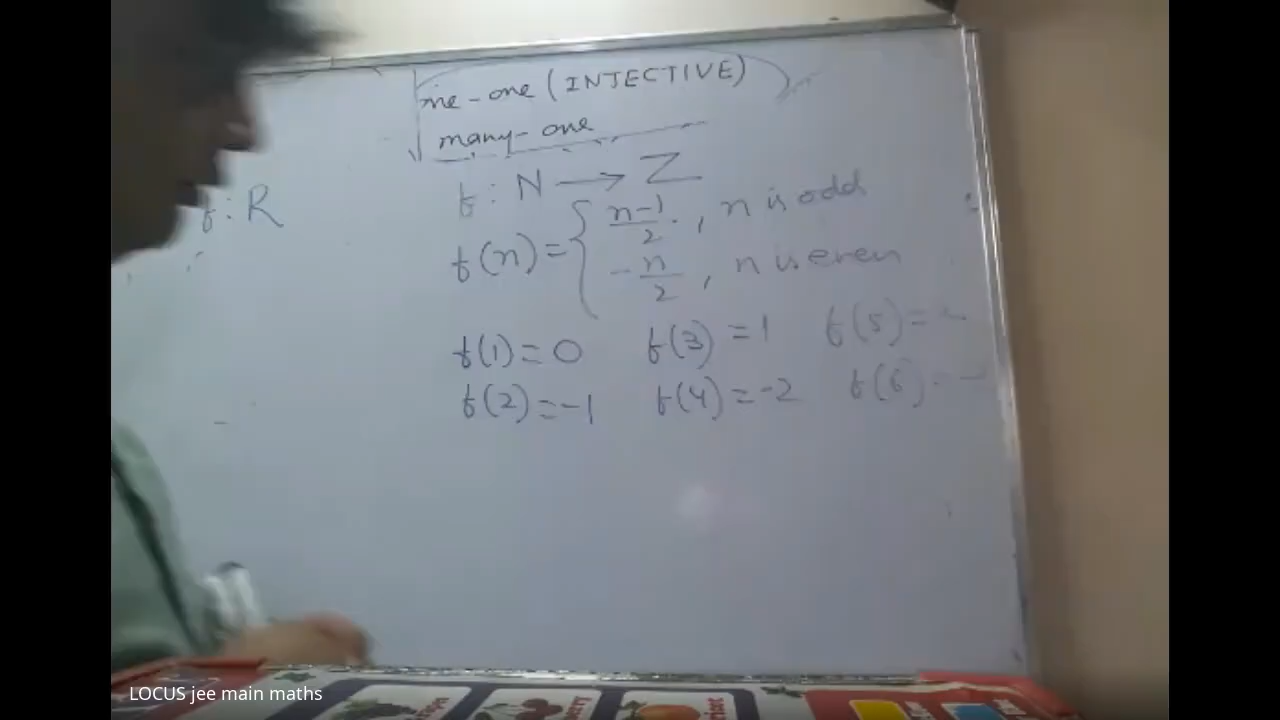 one-one (INJECTIVE)
many-one
f : R
f : N → Z
f(n) = { n-1/2 , n is odd
-n/2 , n is even
f(1) = 0 f(3) = 1 f(5) =
f(2) = -1 f(4) = -2 f(6) = -
LOCUS jee main maths